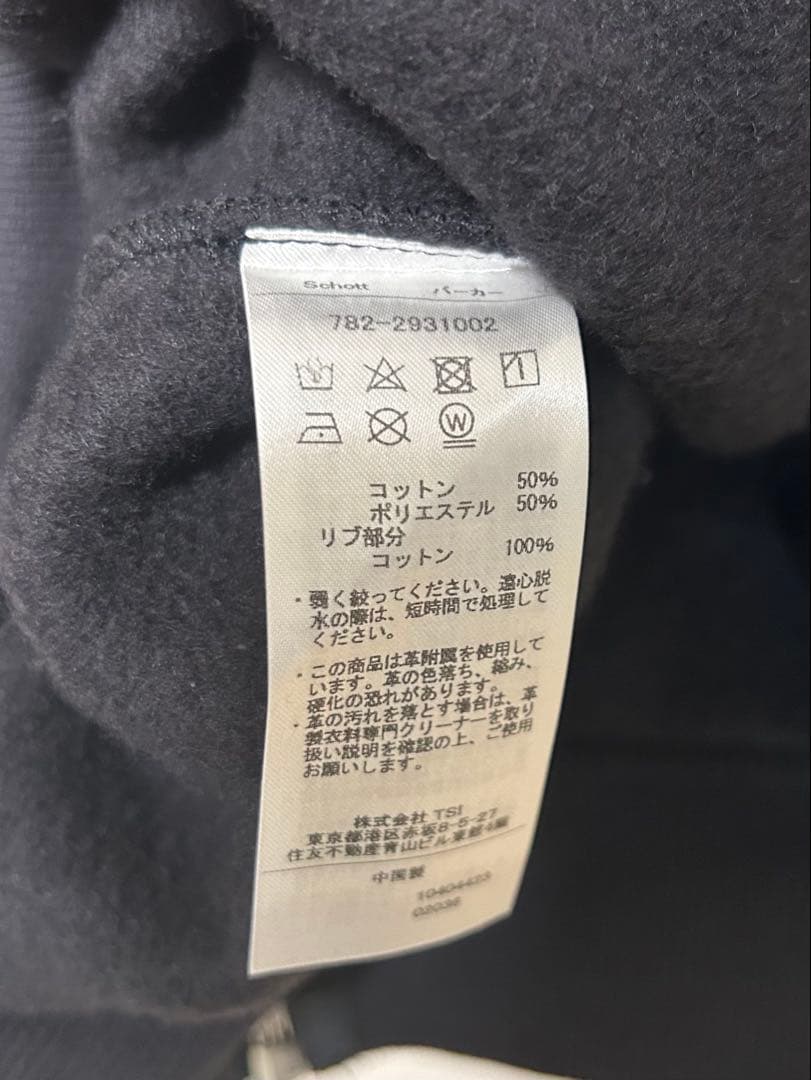 Schott パーカー
782-2931002
W
コットン 50%
ポリエステル 50%
リブ部分
コットン 100%
・弱く絞ってください。遠心脱
水の際は、短時間で処理して
ください。
・この商品は革附属を使用して
います。革の色落ち、縮み、
硬化の恐れがあります。
・革の汚れを落とす場合は、革
製衣料専門クリーナーを取り
扱い説明を確認の上、ご使用
お願いします。
株式会社 TSI
東京都港区赤坂8-5-27
住友不動産青山ビル東館4階
中国製
10404423
02036